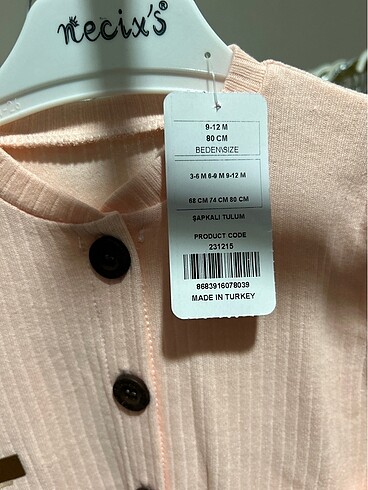 necix's®
9-12 M
80 CM
BEDEN\SIZE
3-6 M 6-9 M 9-12 M
68 CM 74 CM 80 CM
ŞAPKALI TULUM
PRODUCT CODE
231215
8683916078039
MADE IN TURKEY